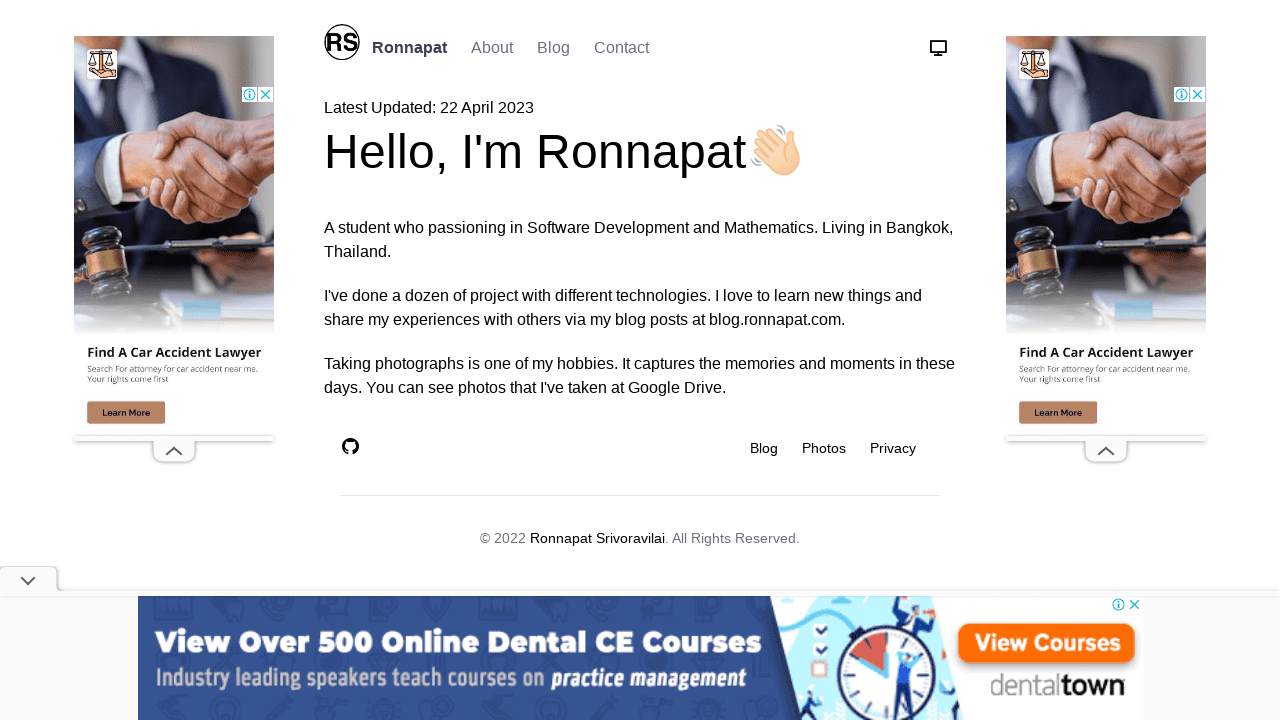 RS
Ronnapat About Blog Contact
Latest Updated: 22 April 2023
Hello, I'm Ronnapat👋🏻
A student who passioning in Software Development and Mathematics. Living in Bangkok,
Thailand.
I've done a dozen of project with different technologies. I love to learn new things and
share my experiences with others via my blog posts at blog.ronnapat.com.
Taking photographs is one of my hobbies. It captures the memories and moments in these
days. You can see photos that I've taken at Google Drive.
Blog Photos Privacy
© 2022 Ronnapat Srivoravilai. All Rights Reserved.
Find A Car Accident Lawyer
Search For attorney for car accident near me.
Your rights come first
Learn More
Find A Car Accident Lawyer
Search For attorney for car accident near me.
Your rights come first
Learn More
View Over 500 Online Dental CE Courses
Industry leading speakers teach courses on practice management
View Courses
dentaltown